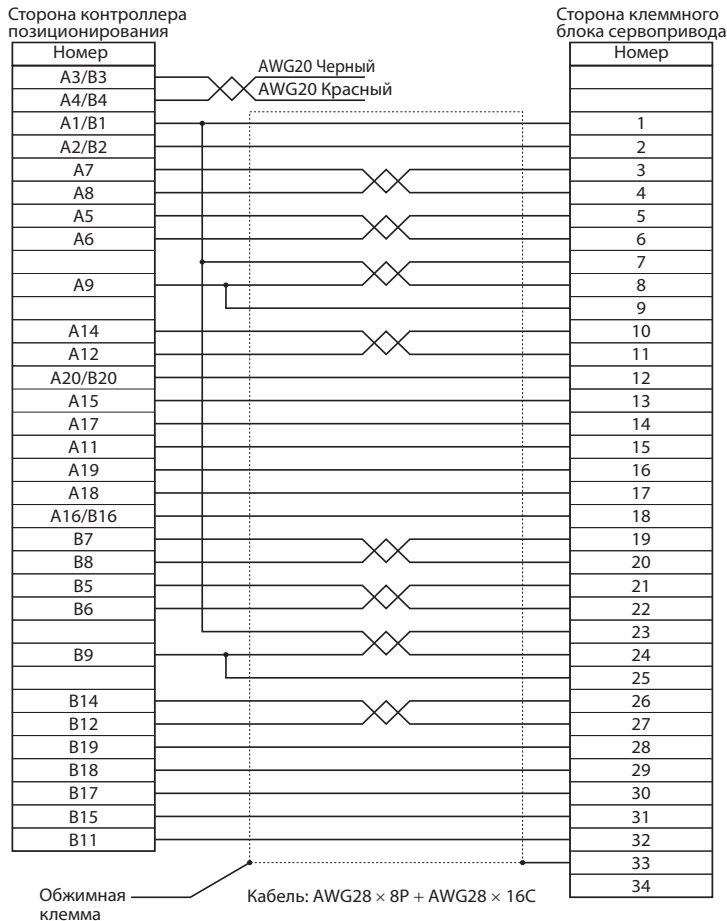 Сторона контроллера
позиционирования
Сторона клеммного
блока сервопривода
Номер
Номер
A3/B3
AWG20 Черный
A4/B4
AWG20 Красный
A1/B1 1
A2/B2 2
A7 3
A8 4
A5 5
A6 6
7
A9 8
9
A14 10
A12 11
A20/B20 12
A15 13
A17 14
A11 15
A19 16
A18 17
A16/B16 18
B7 19
B8 20
B5 21
B6 22
23
B9 24
25
B14 26
B12 27
B19 28
B18 29
B17 30
B15 31
B11 32
33
34
Обжимная
клемма
Кабель: AWG28 × 8P + AWG28 × 16C